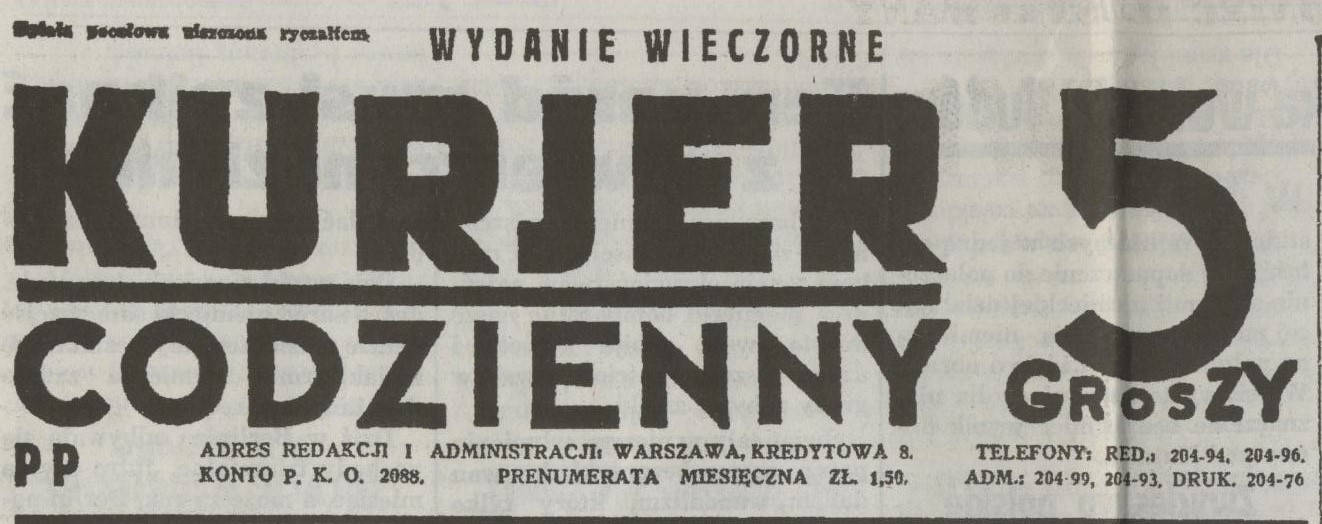 Opłata pocztowa uiszczona ryczałtem
WYDANIE WIECZORNE
KURJER
CODZIENNY
5
GROSZY
PP
ADRES REDAKCJI I ADMINISTRACJI: WARSZAWA, KREDYTOWA 8.
KONTO P. K. O. 2088. PRENUMERATA MIESIĘCZNA ZŁ. 1,50.
TELEFONY: RED.: 204-94, 204-96,
ADM.: 204-99, 204-93, DRUK. 204-76